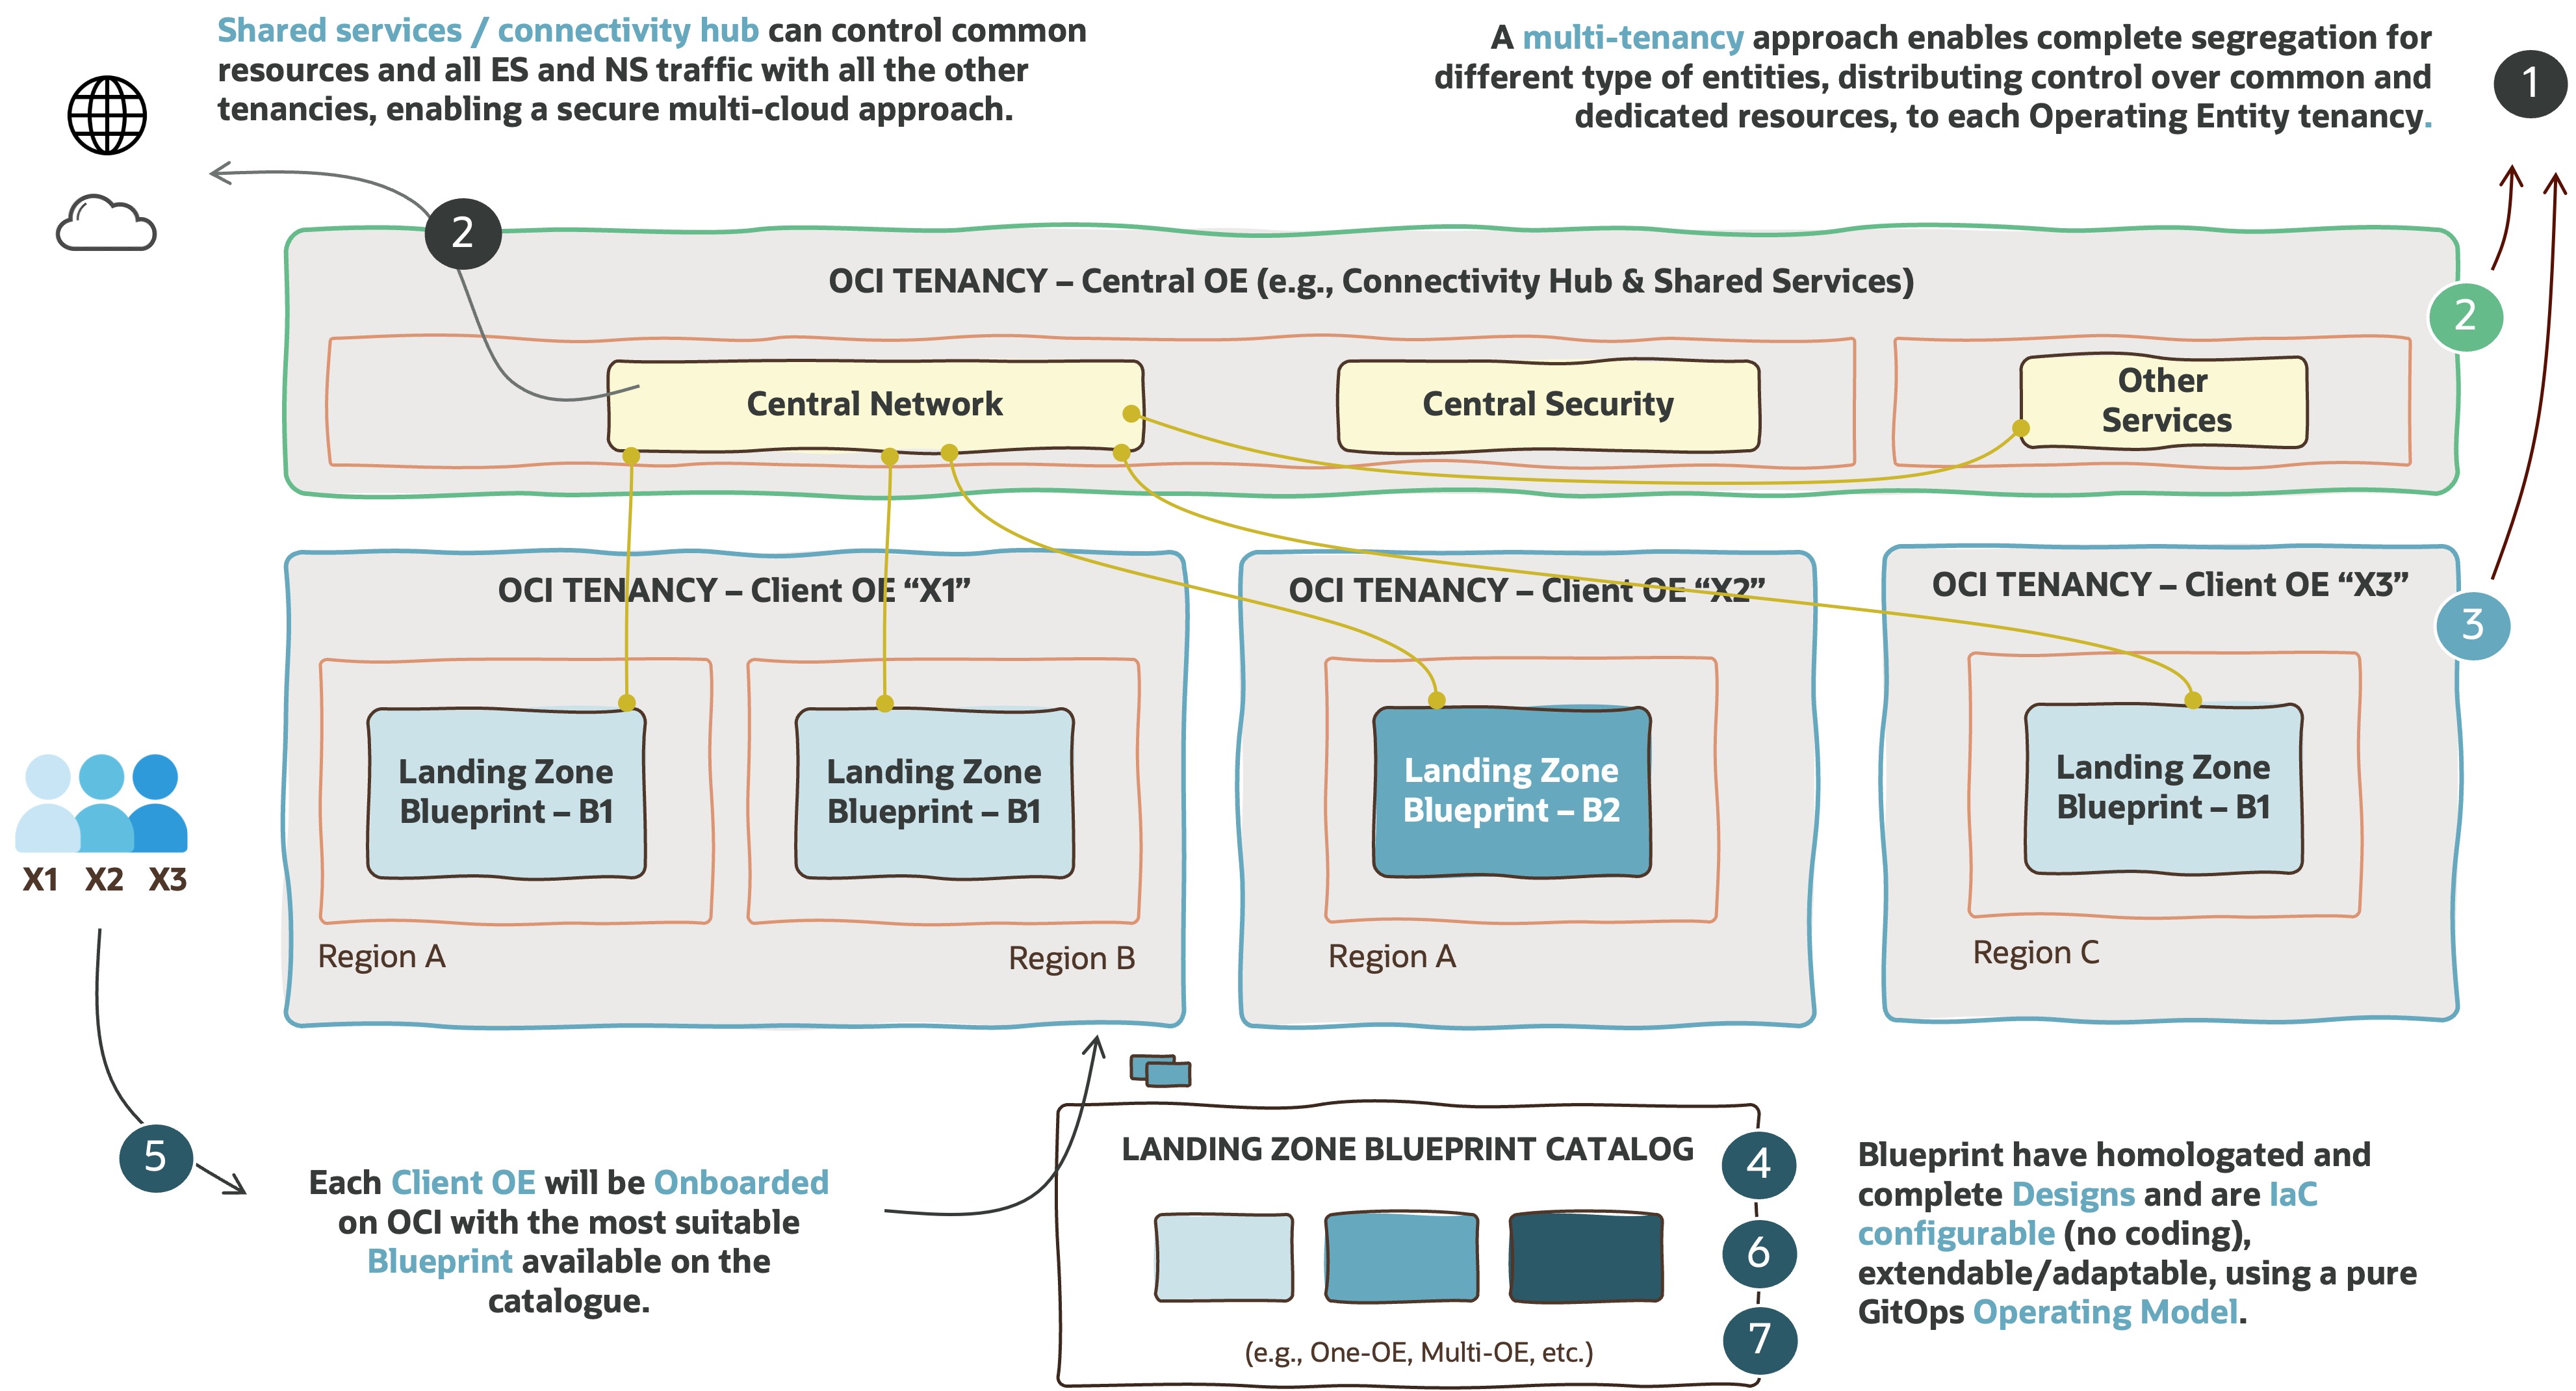 Shared services / connectivity hub can control common
resources and all ES and NS traffic with all the other
tenancies, enabling a secure multi-cloud approach.
A multi-tenancy approach enables complete segregation for
different type of entities, distributing control over common and
dedicated resources, to each Operating Entity tenancy.
1
2
OCI TENANCY – Central OE (e.g., Connectivity Hub & Shared Services)
2
Central Network
Central Security
Other
Services
OCI TENANCY – Client OE “X1”
OCI TENANCY – Client OE “X2”
OCI TENANCY – Client OE “X3”
3
Landing Zone
Blueprint – B1
Landing Zone
Blueprint – B1
Landing Zone
Blueprint – B2
Landing Zone
Blueprint – B1
X1 X2 X3
Region A
Region B
Region A
Region C
5
Each Client OE will be Onboarded
on OCI with the most suitable
Blueprint available on the
catalogue.
LANDING ZONE BLUEPRINT CATALOG
4
6
7
(e.g., One-OE, Multi-OE, etc.)
Blueprint have homologated and
complete Designs and are IaC
configurable (no coding),
extendable/adaptable, using a pure
GitOps Operating Model.